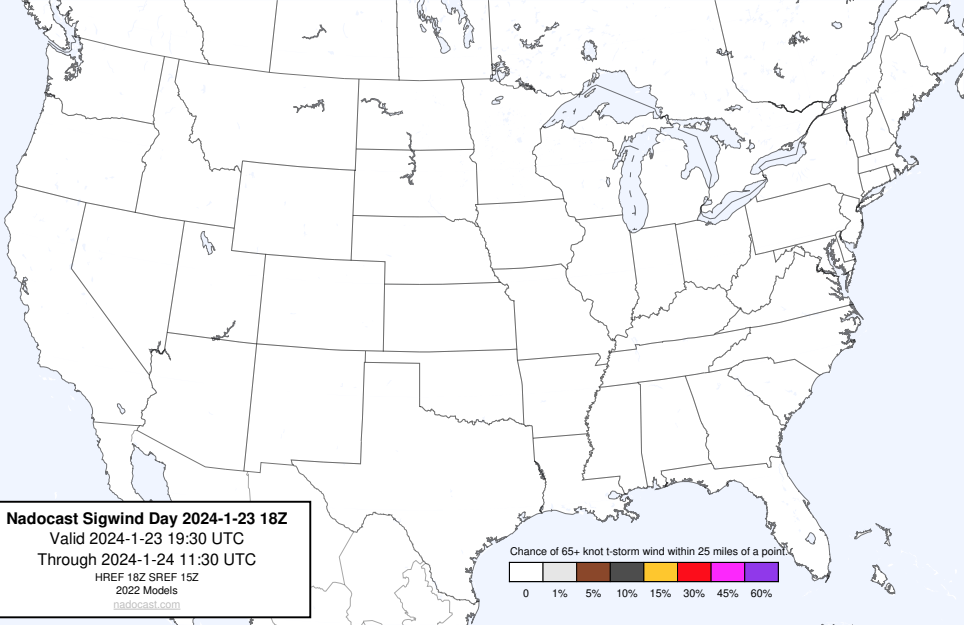 Nadocast Sigwind Day 2024-1-23 18Z
Valid 2024-1-23 19:30 UTC
Through 2024-1-24 11:30 UTC
HREF 18Z SREF 15Z
2022 Models
nadocast.com
Chance of 65+ knot t-storm wind within 25 miles of a point.
0 1% 5% 10% 15% 30% 45% 60%